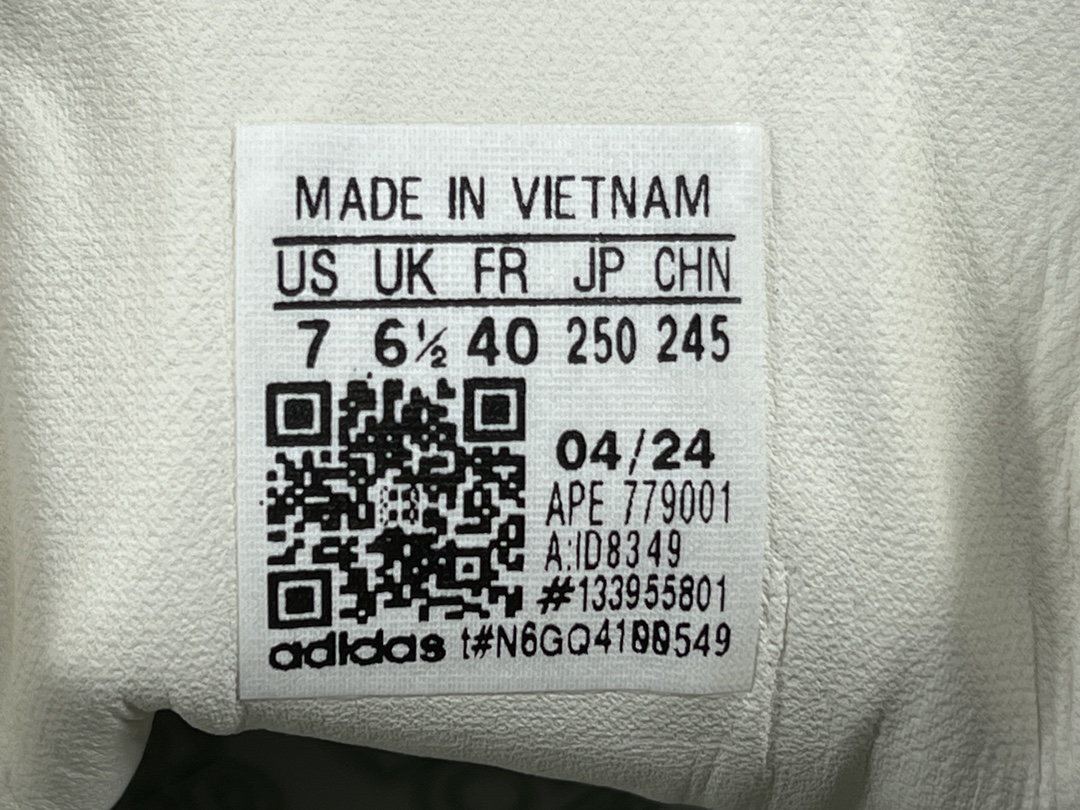 MADE IN VIETNAM
US UK FR JP CHN
7 6½ 40 250 245
04/24
APE 779001
A:ID8349
#133955801
adidas t#N6GQ4100549